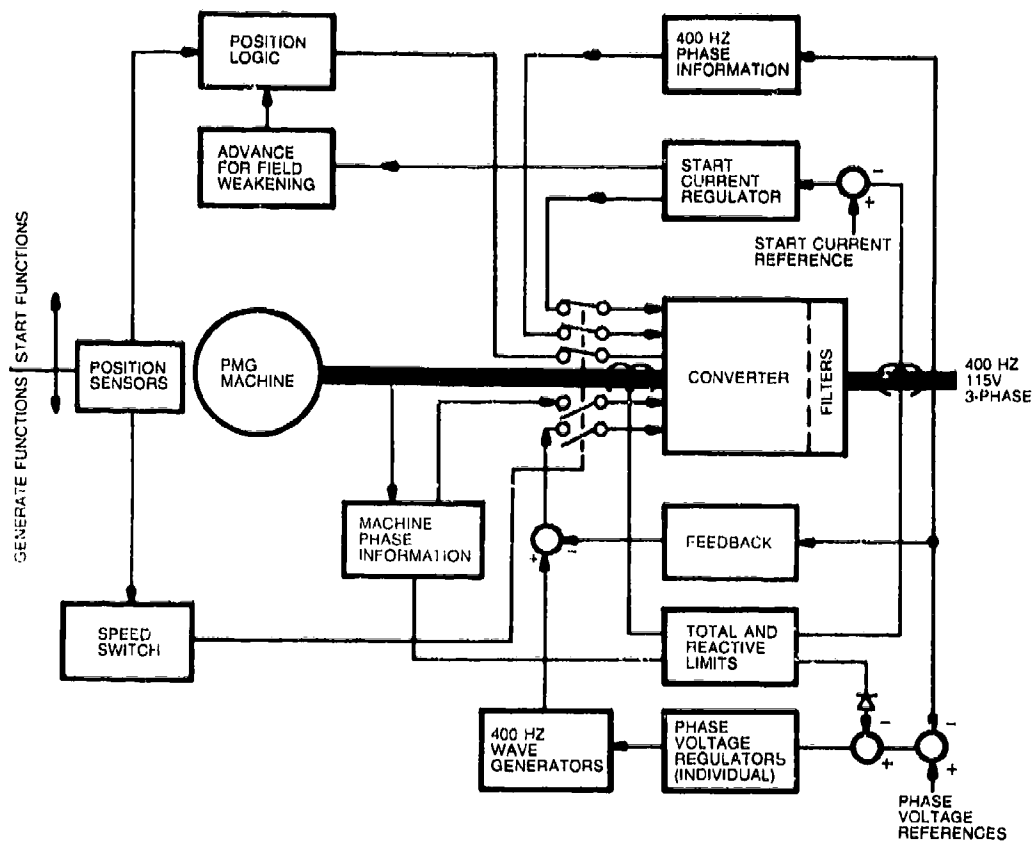 POSITION
LOGIC
400 HZ
PHASE
INFORMATION
ADVANCE
FOR FIELD
WEAKENING
START
CURRENT
REGULATOR
-
+
START CURRENT
REFERENCE
GENERATE FUNCTIONS
START FUNCTIONS
POSITION
SENSORS
PMG
MACHINE
CONVERTER
FILTERS
400 HZ
115V
3-PHASE
MACHINE
PHASE
INFORMATION
+
-
FEEDBACK
SPEED
SWITCH
TOTAL AND
REACTIVE
LIMITS
400 HZ
WAVE
GENERATORS
PHASE
VOLTAGE
REGULATORS
(INDIVIDUAL)
-
+
-
+
PHASE
VOLTAGE
REFERENCES